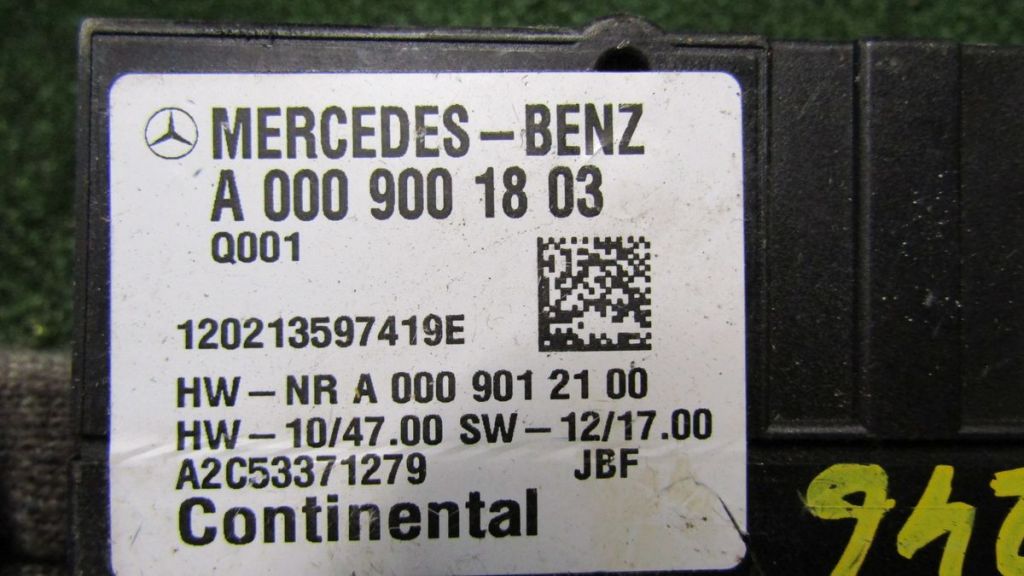 MERCEDES-BENZ
A 000 900 18 03
Q001
120213597419E
HW-NR A 000 901 21 00
HW-10/47.00 SW-12/17.00
A2C53371279 JBF
Continental